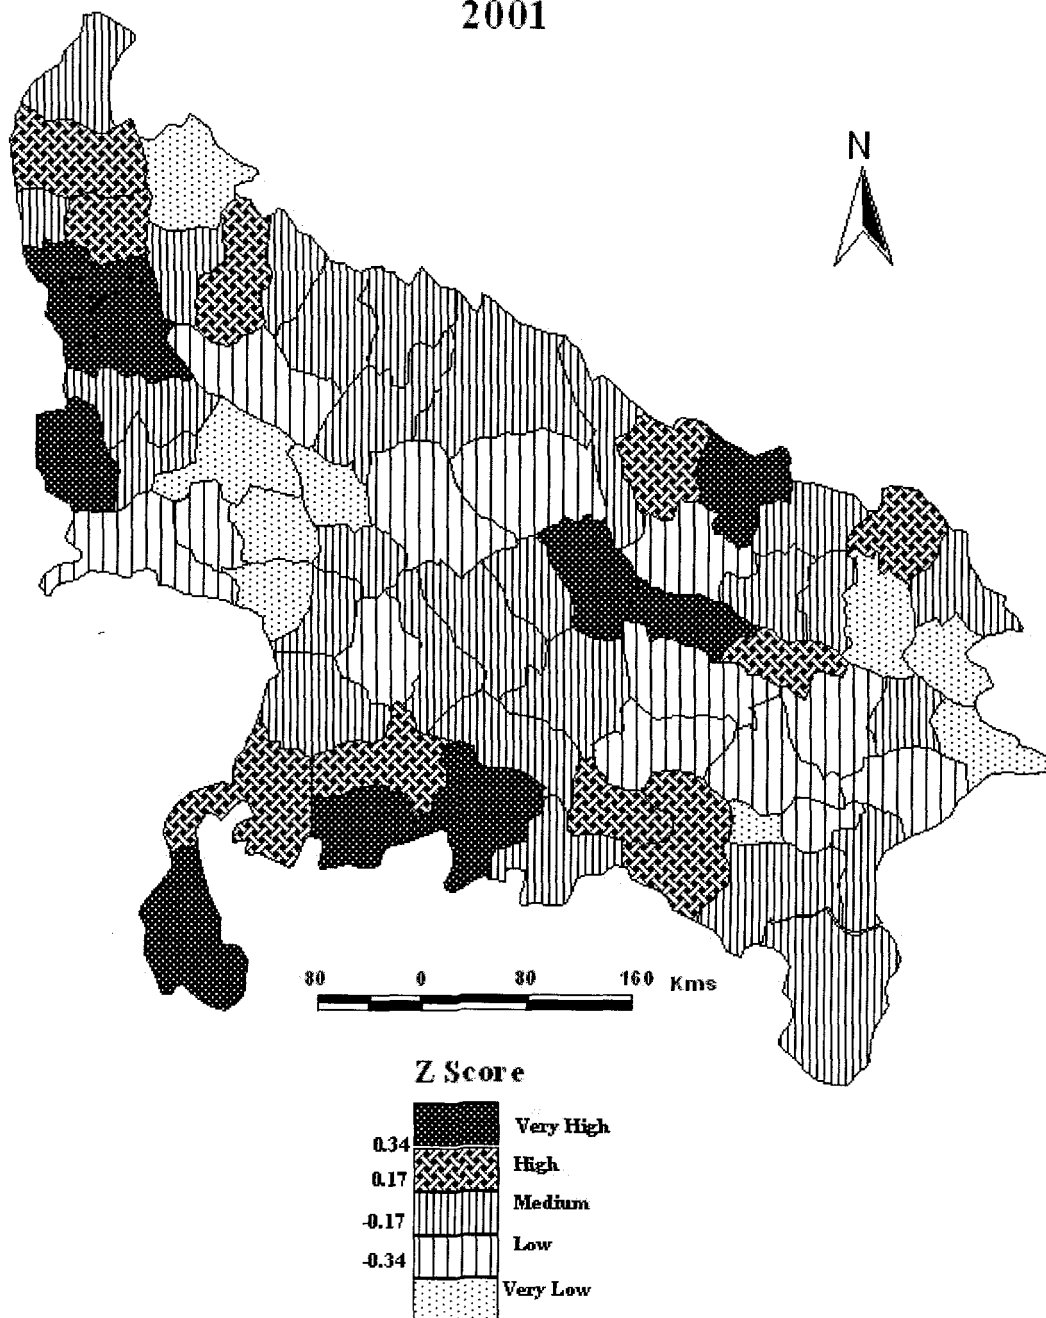 2001
N
80 0 80 160 Kms
Z Score
Very High
0.34
High
0.17
Medium
-0.17
Low
-0.34
Very Low